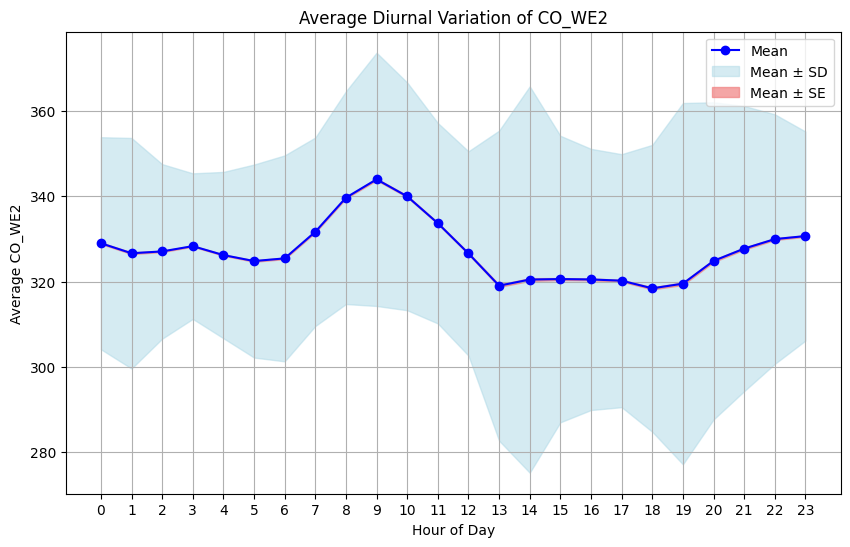 Average Diurnal Variation of CO_WE2
Mean
Mean ± SD
Mean ± SE
Average CO_WE2
360
340
320
300
280
0 1 2 3 4 5 6 7 8 9 10 11 12 13 14 15 16 17 18 19 20 21 22 23
Hour of Day